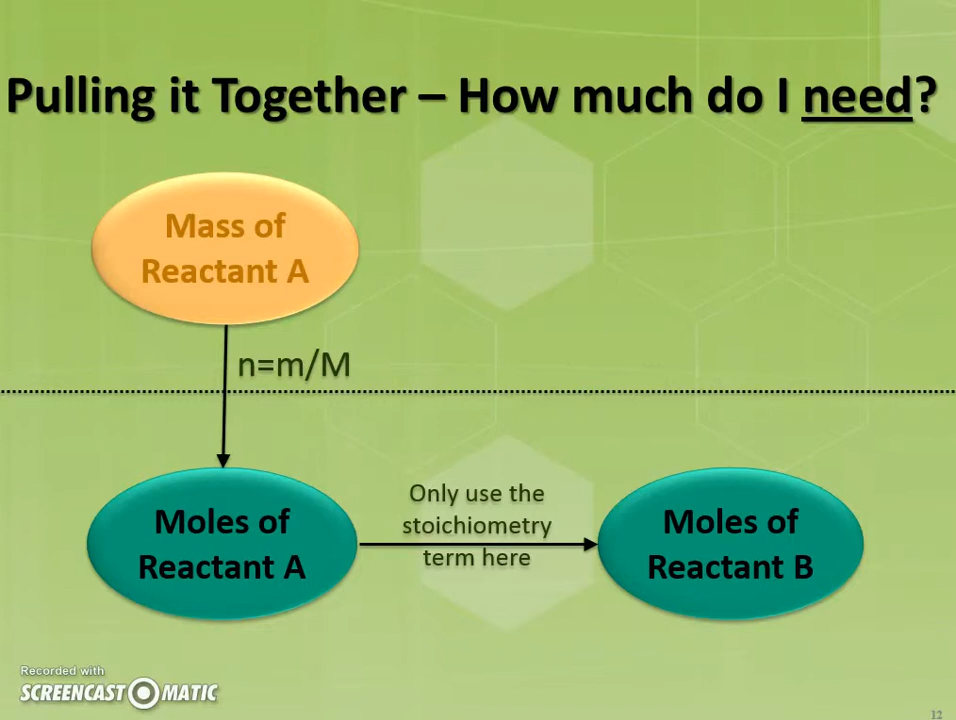 Pulling it Together – How much do I need?
Mass of
Reactant A
n=m/M
Only use the
stoichiometry
term here
Moles of
Reactant A
Moles of
Reactant B
Recorded with
SCREENCAST MATIC
12